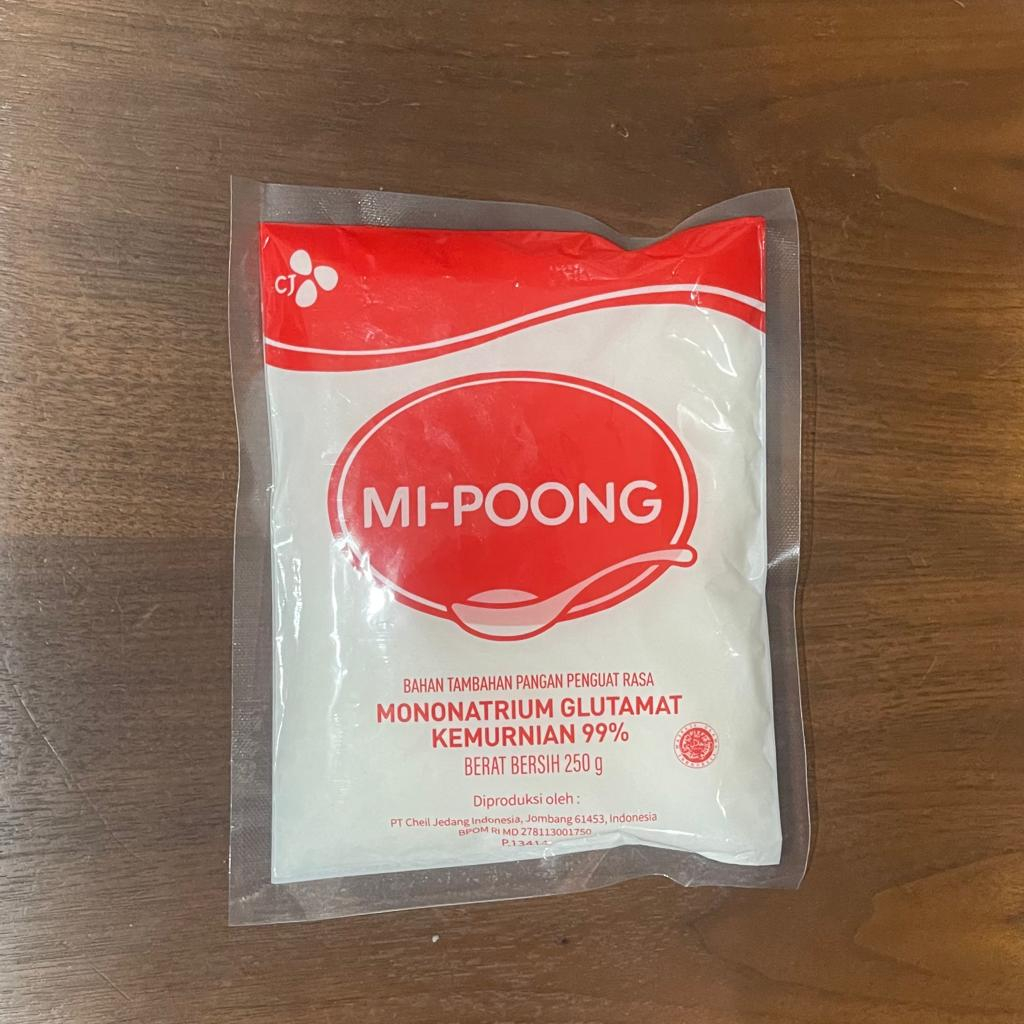 CJ
MI-POONG
BAHAN TAMBAHAN PANGAN PENGUAT RASA
MONONATRIUM GLUTAMAT
KEMURNIAN 99%
BERAT BERSIH 250 g
Diproduksi oleh :
PT Cheil Jedang Indonesia, Jombang 61453, Indonesia
BPOM RI MD 278113001750